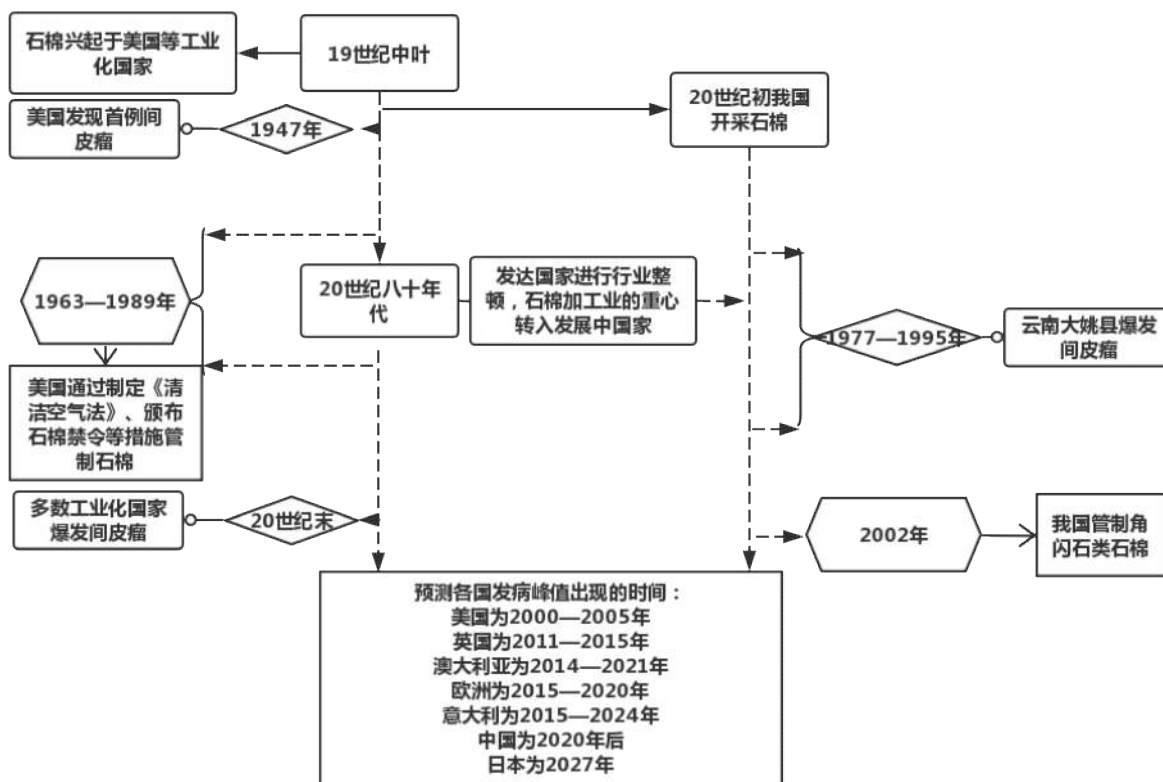 石棉兴起于美国等工业
化国家
19世纪中叶
20世纪初我国
开采石棉
美国发现首例间
皮瘤
1947年
1963—1989年
20世纪八十年
代
发达国家进行行业整
顿，石棉加工业的重心
转入发展中国家
1977—1995年
云南大姚县爆发
间皮瘤
美国通过制定《清
洁空气法》、颁布
石棉禁令等措施管
制石棉
多数工业化国家
爆发间皮瘤
20世纪末
2002年
我国管制角
闪石类石棉
预测各国发病峰值出现的时间：
美国为2000—2005年
英国为2011—2015年
澳大利亚为2014—2021年
欧洲为2015—2020年
意大利为2015—2024年
中国为2020年后
日本为2027年